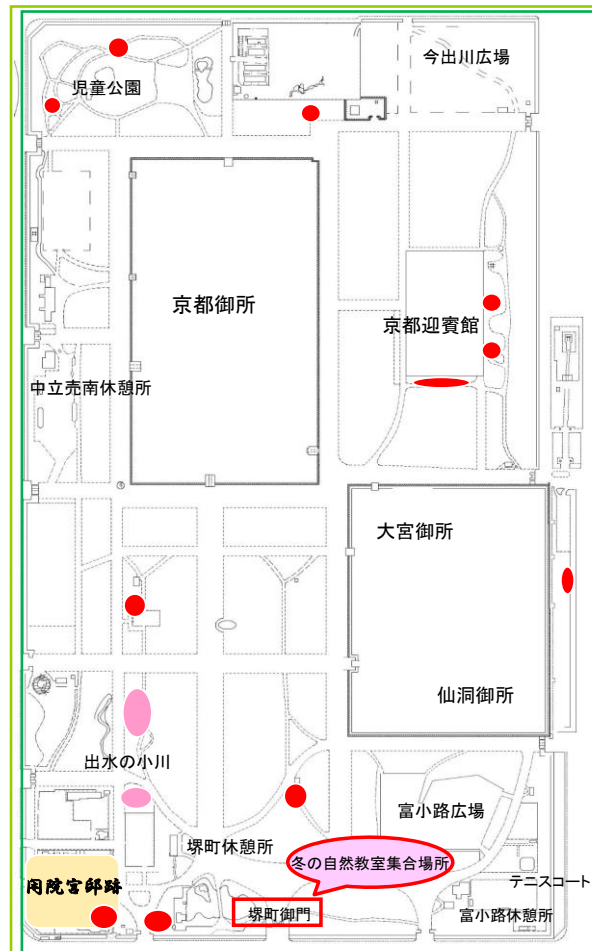 今出川広場
児童公園
京都御所
京都迎賓館
中立売南休憩所
大宮御所
仙洞御所
出水の小川
富小路広場
堺町休憩所
冬の自然教室集合場所
閑院宮邸跡
テニスコート
堺町御門
富小路休憩所